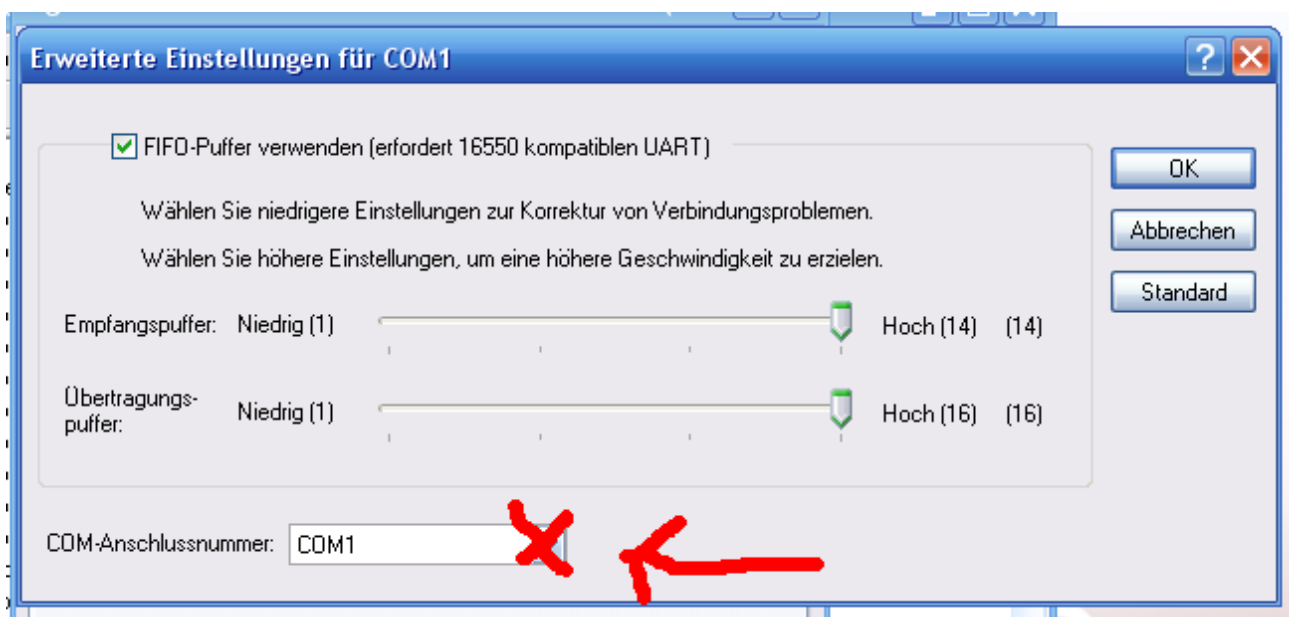 Erweiterte Einstellungen für COM1
FIFO-Puffer verwenden (erfordert 16550 kompatiblen UART)
OK
Wählen Sie niedrigere Einstellungen zur Korrektur von Verbindungsproblemen.
Abbrechen
Wählen Sie höhere Einstellungen, um eine höhere Geschwindigkeit zu erzielen.
Standard
Empfangspuffer: Niedrig (1) Hoch (14) (14)
Übertragungs-
puffer: Niedrig (1) Hoch (16) (16)
COM-Anschlussnummer: COM1